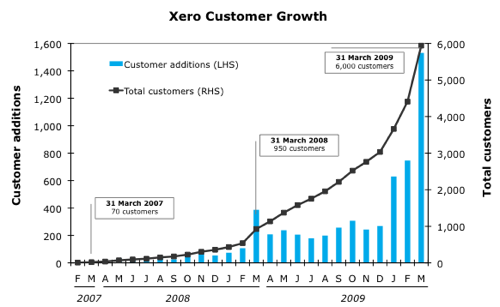 Xero Customer Growth
Customer additions
Total customers
1,600
1,400
1,200
1,000
800
600
400
200
0
6,000
5,000
4,000
3,000
2,000
1,000
0
Customer additions (LHS)
Total customers (RHS)
31 March 2009
6,000 customers
31 March 2008
950 customers
31 March 2007
70 customers
F M A M J J A S O N D J F M A M J J A S O N D J F M
2007 2008 2009